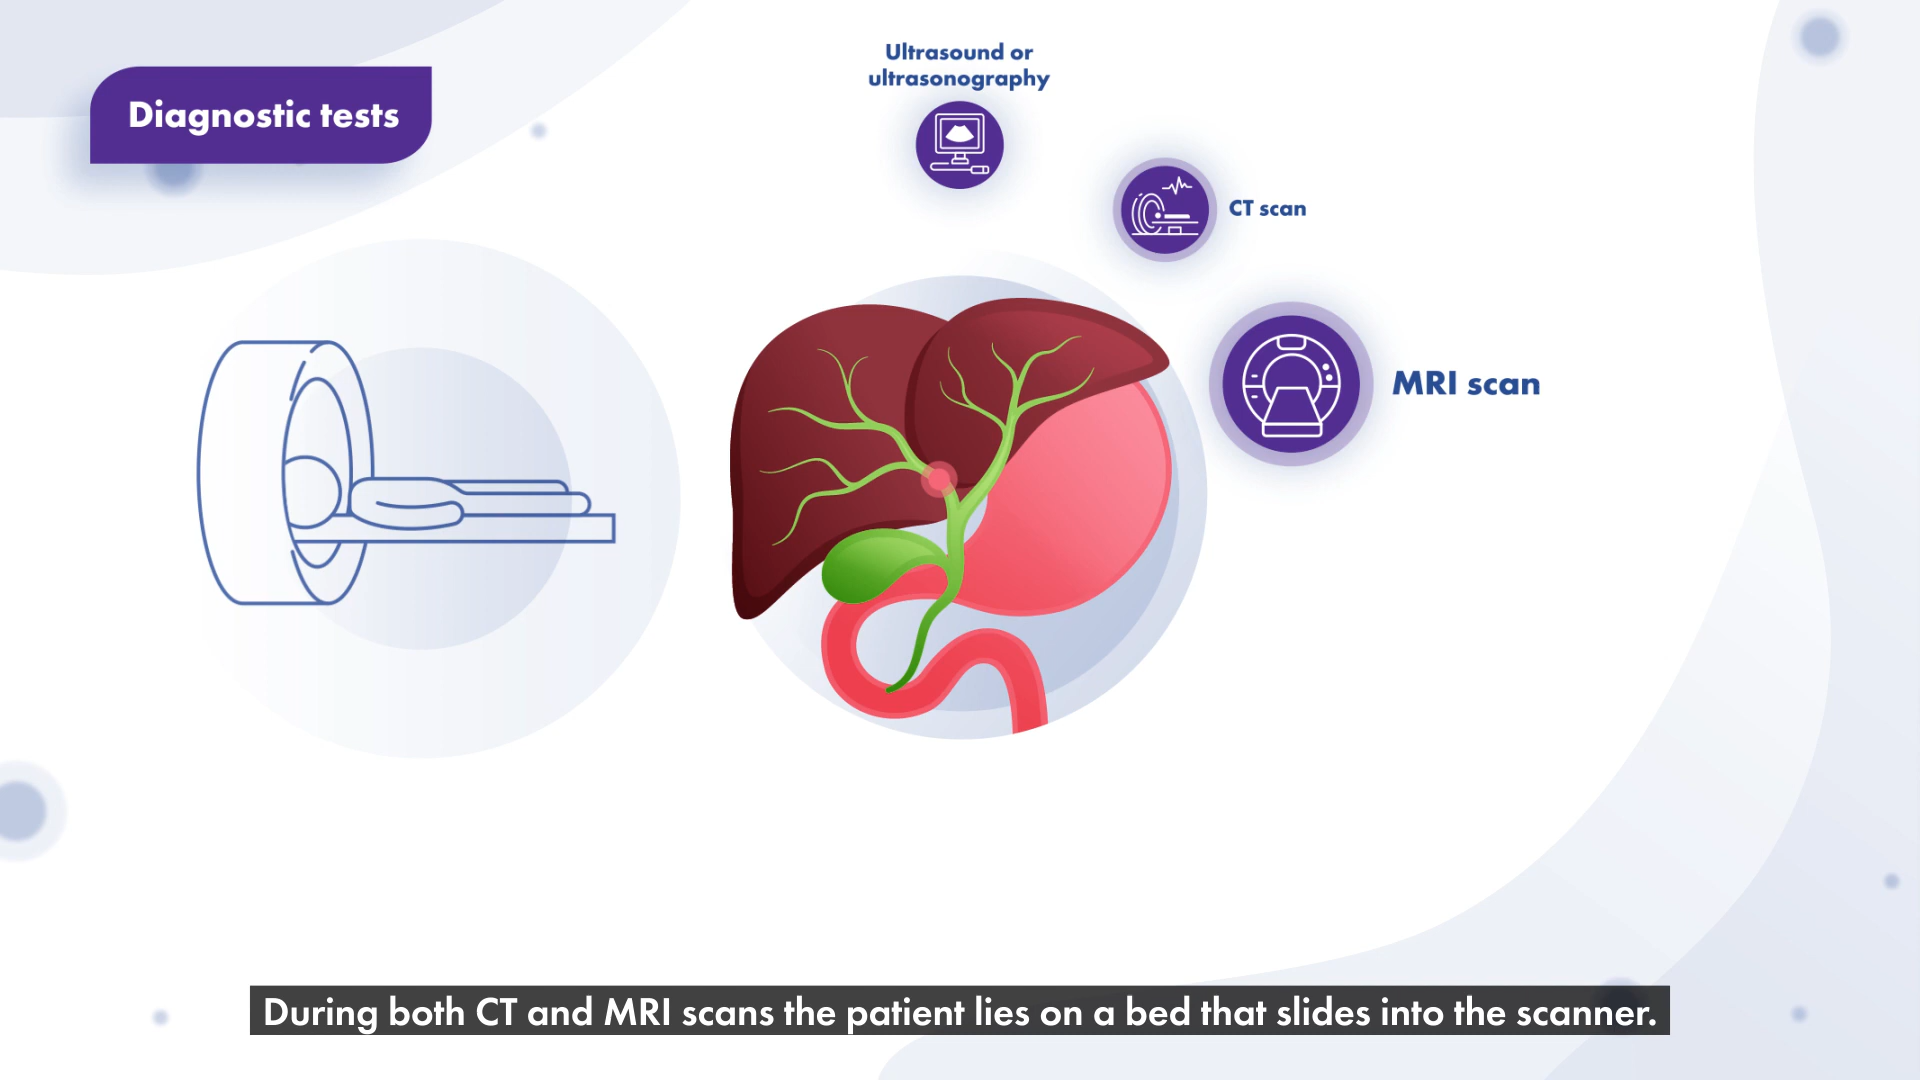 Diagnostic tests
Ultrasound or
ultrasonography
CT scan
MRI scan
During both CT and MRI scans the patient lies on a bed that slides into the scanner.